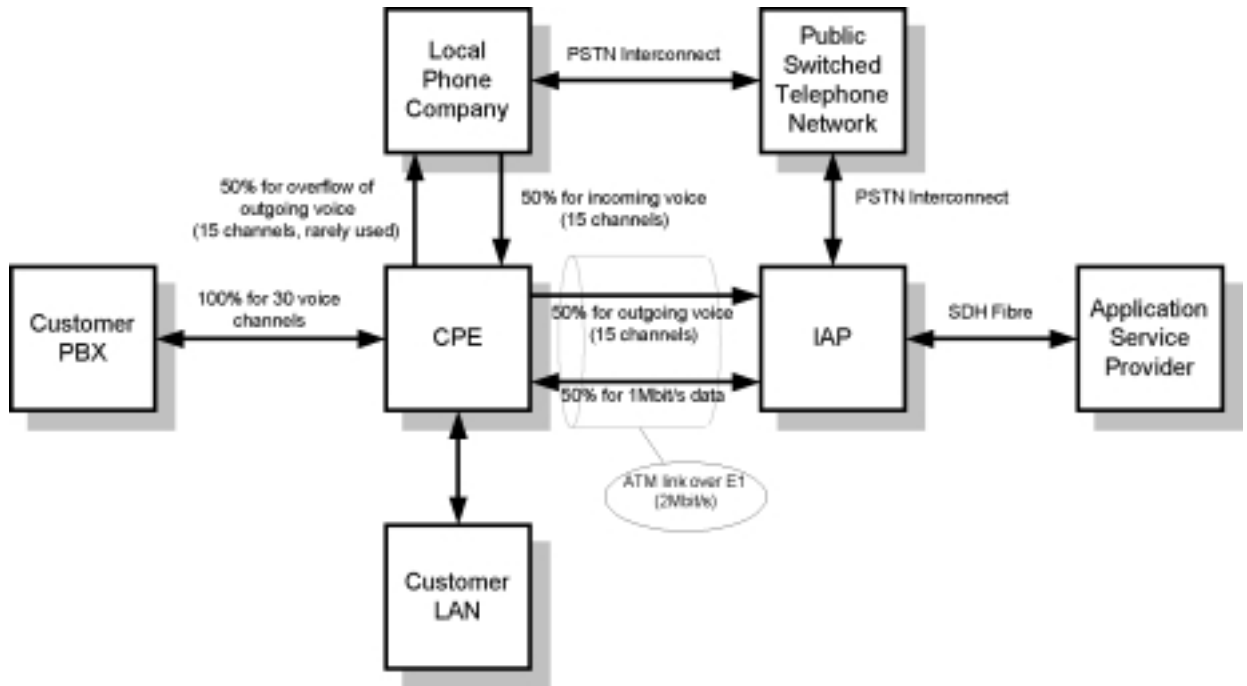 Local
Phone
Company
PSTN Interconnect
Public
Switched
Telephone
Network
50% for overflow of
outgoing voice
(15 channels, rarely used)
50% for incoming voice
(15 channels)
PSTN Interconnect
Customer
PBX
100% for 30 voice
channels
CPE
50% for outgoing voice
(15 channels)
50% for 1Mbit/s data
IAP
SDH Fibre
Application
Service
Provider
ATM link over E1
(2Mbit/s)
Customer
LAN